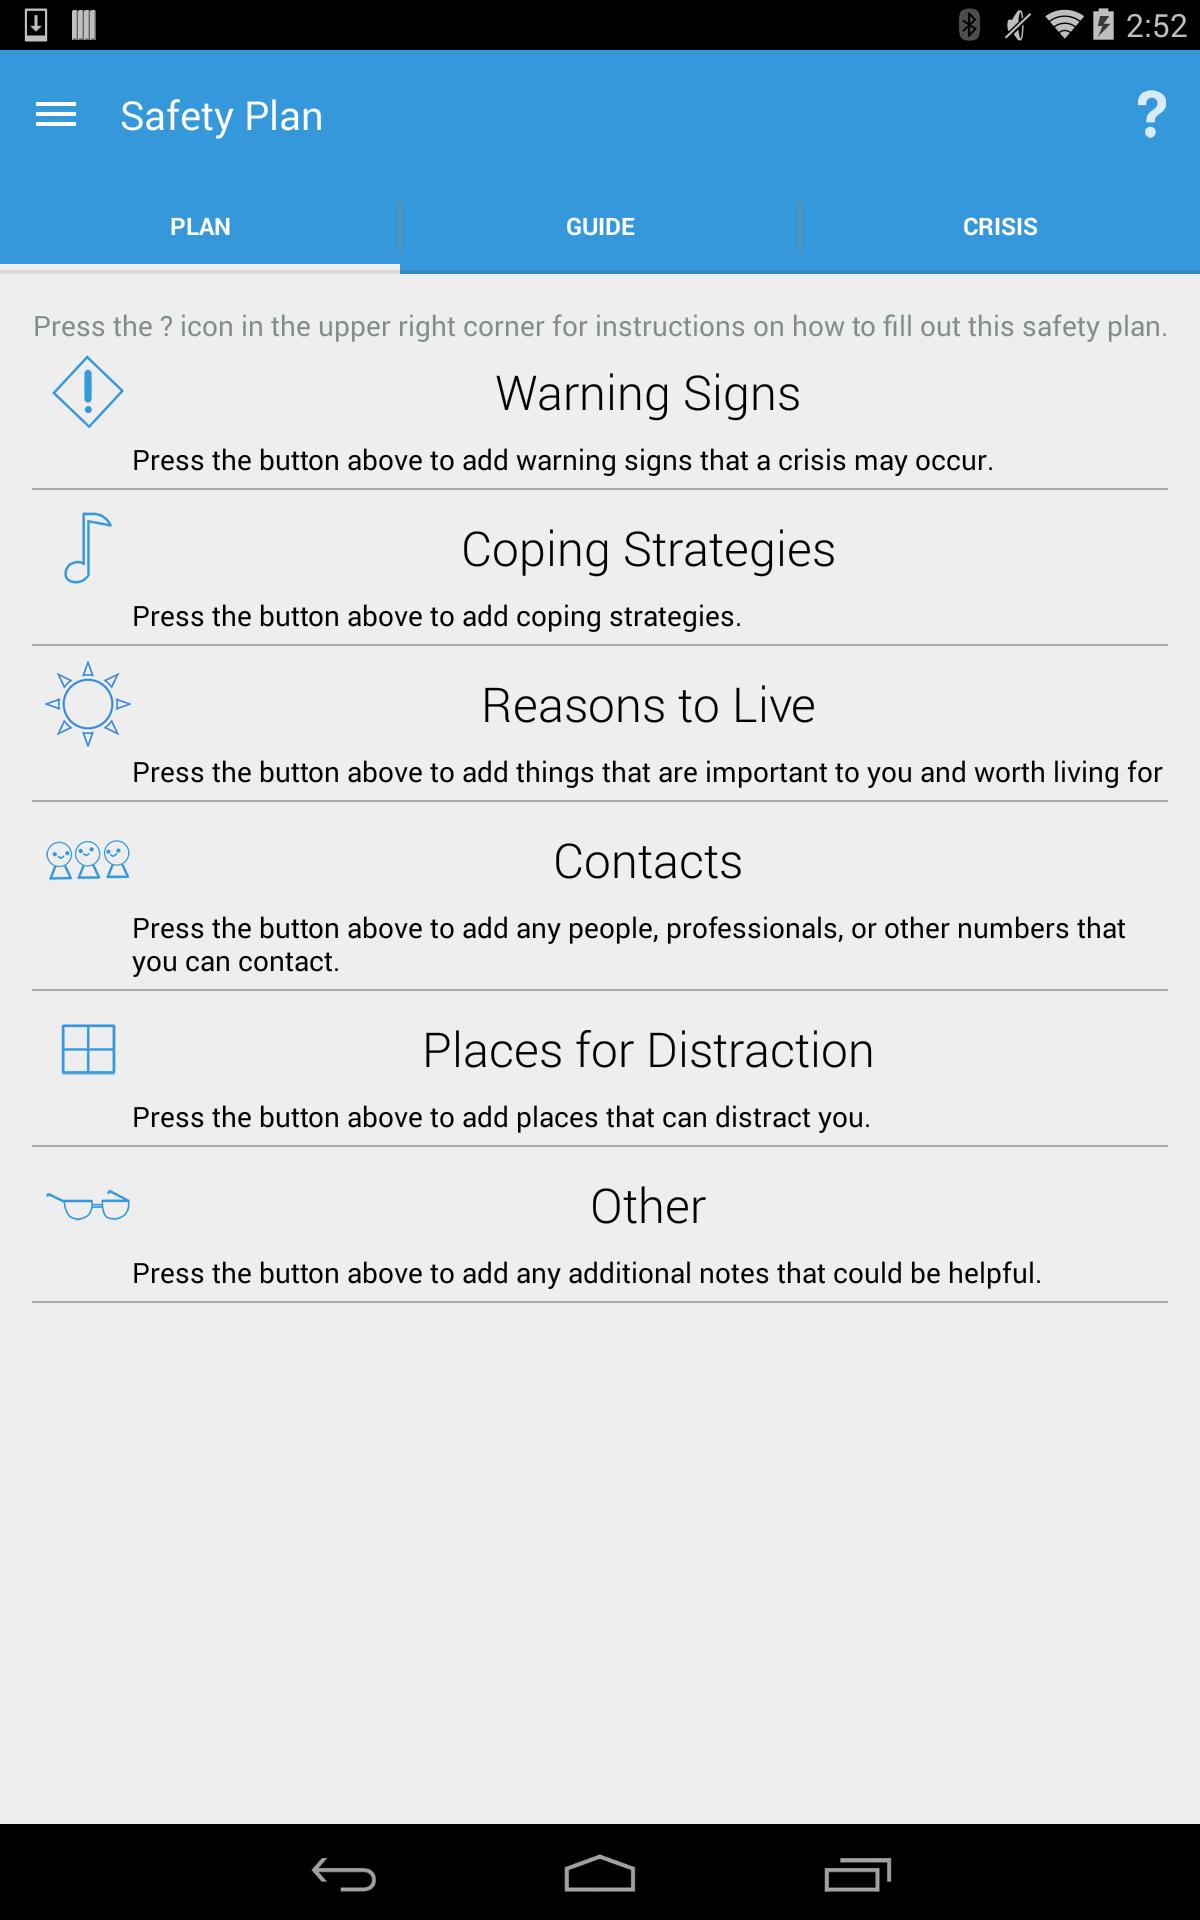 2:52
Safety Plan
?
PLAN
GUIDE
CRISIS
Press the ? icon in the upper right corner for instructions on how to fill out this safety plan.
Warning Signs
Press the button above to add warning signs that a crisis may occur.
Coping Strategies
Press the button above to add coping strategies.
Reasons to Live
Press the button above to add things that are important to you and worth living for
Contacts
Press the button above to add any people, professionals, or other numbers that
you can contact.
Places for Distraction
Press the button above to add places that can distract you.
Other
Press the button above to add any additional notes that could be helpful.